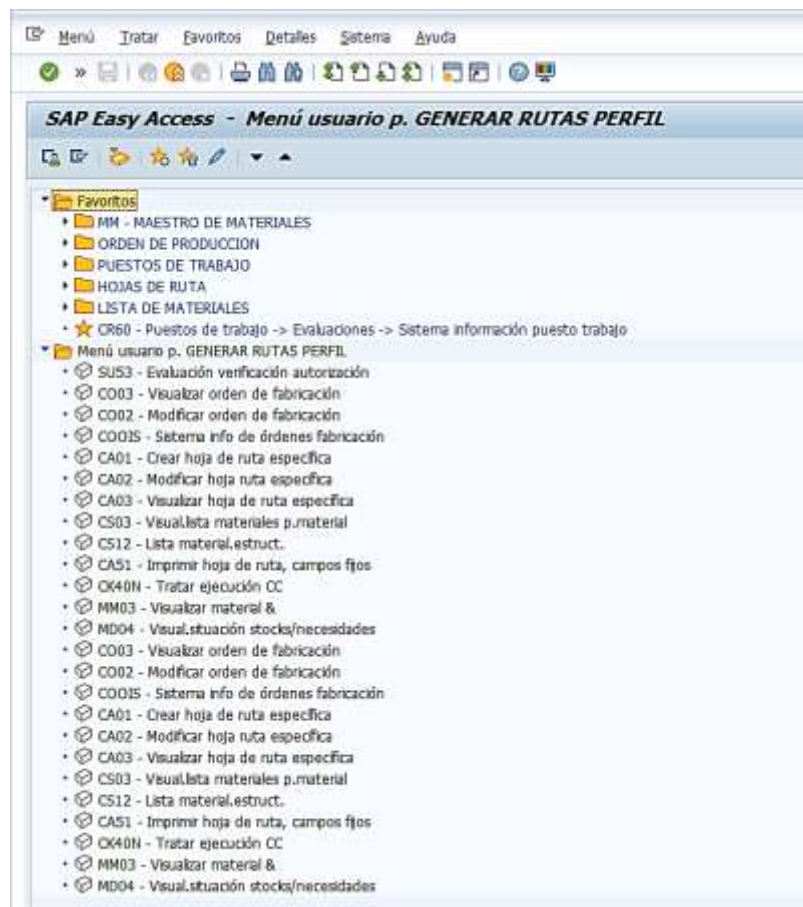 Menú Tratar Favoritos Detalles Sistema Ayuda
SAP Easy Access - Menú usuario p. GENERAR RUTAS PERFIL
Favoritos
MM - MAESTRO DE MATERIALES
ORDEN DE PRODUCCION
PUESTOS DE TRABAJO
HOJAS DE RUTA
LISTA DE MATERIALES
CR60 - Puestos de trabajo -> Evaluaciones -> Sistema información puesto trabajo
Menú usuario p. GENERAR RUTAS PERFIL
SU53 - Evaluación verificación autorización
CO03 - Visualizar orden de fabricación
CO02 - Modificar orden de fabricación
COOIS - Sistema info de órdenes fabricación
CA01 - Crear hoja de ruta específica
CA02 - Modificar hoja ruta específica
CA03 - Visualizar hoja de ruta específica
CS03 - Visual.lista materiales p.material
CS12 - Lista material.estruct.
CA51 - Imprimir hoja de ruta, campos fijos
CK40N - Tratar ejecución CC
MM03 - Visualizar material &
MD04 - Visual.situación stocks/necesidades
CO03 - Visualizar orden de fabricación
CO02 - Modificar orden de fabricación
COOIS - Sistema info de órdenes fabricación
CA01 - Crear hoja de ruta específica
CA02 - Modificar hoja ruta específica
CA03 - Visualizar hoja de ruta específica
CS03 - Visual.lista materiales p.material
CS12 - Lista material.estruct.
CA51 - Imprimir hoja de ruta, campos fijos
CK40N - Tratar ejecución CC
MM03 - Visualizar material &
MD04 - Visual.situación stocks/necesidades